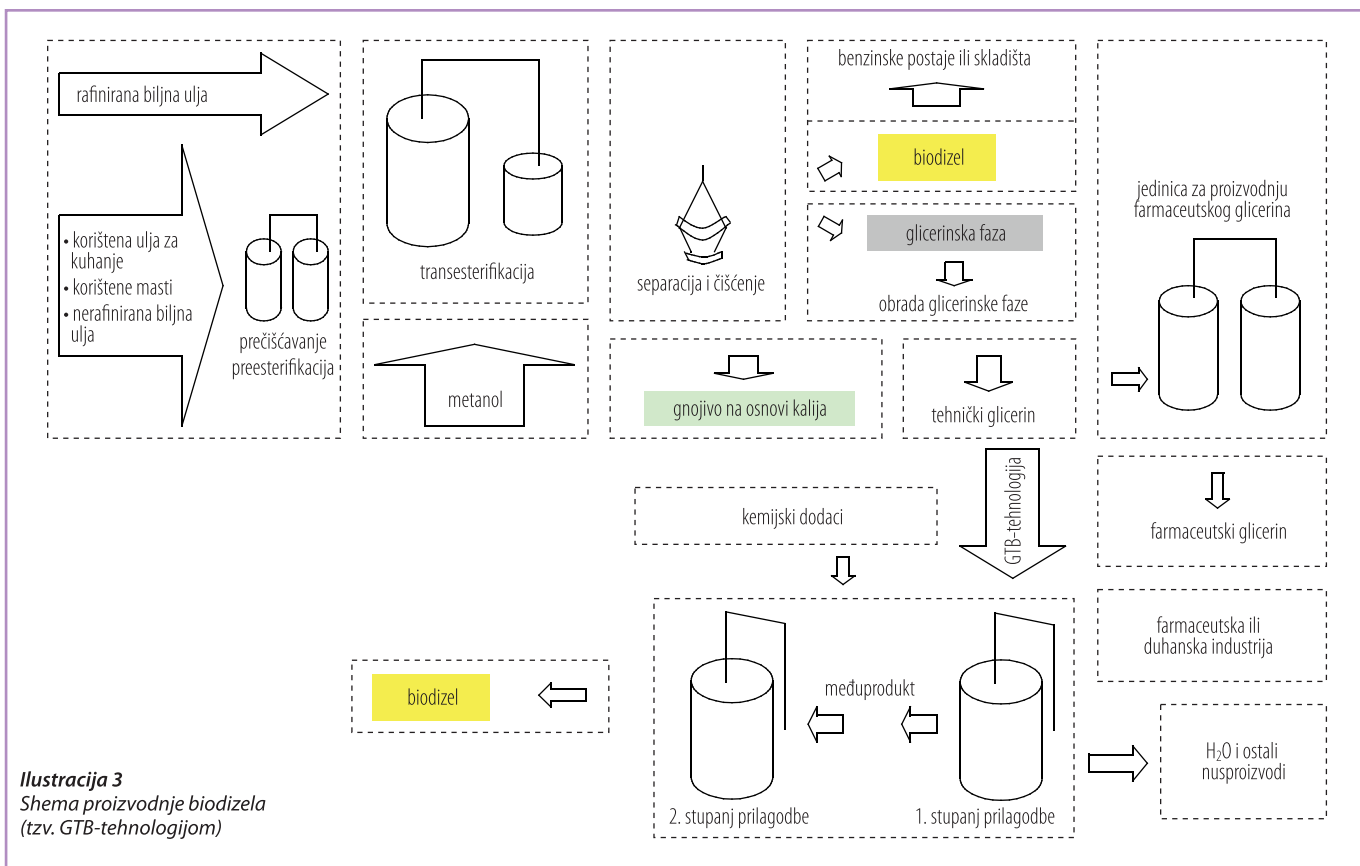 rafinirana biljna ulja
• korištena ulja za
kuhanje
• korištene masti
• nerafinirana biljna
ulja
prečišćavanje
preesterifikacija
transesterifikacija
metanol
separacija i čišćenje
benzinske postaje ili skladišta
biodizel
glicerinska faza
obrada glicerinske faze
jedinica za proizvodnju
farmaceutskog glicerina
gnojivo na osnovi kalija
tehnički glicerin
GTB-tehnologija
kemijski dodaci
farmaceutski glicerin
farmaceutska ili
duhanska industrija
međuprodukt
biodizel
2. stupanj prilagodbe
1. stupanj prilagodbe
H₂O i ostali
nusproizvodi
Ilustracija 3
Shema proizvodnje biodizela
(tzv. GTB-tehnologijom)